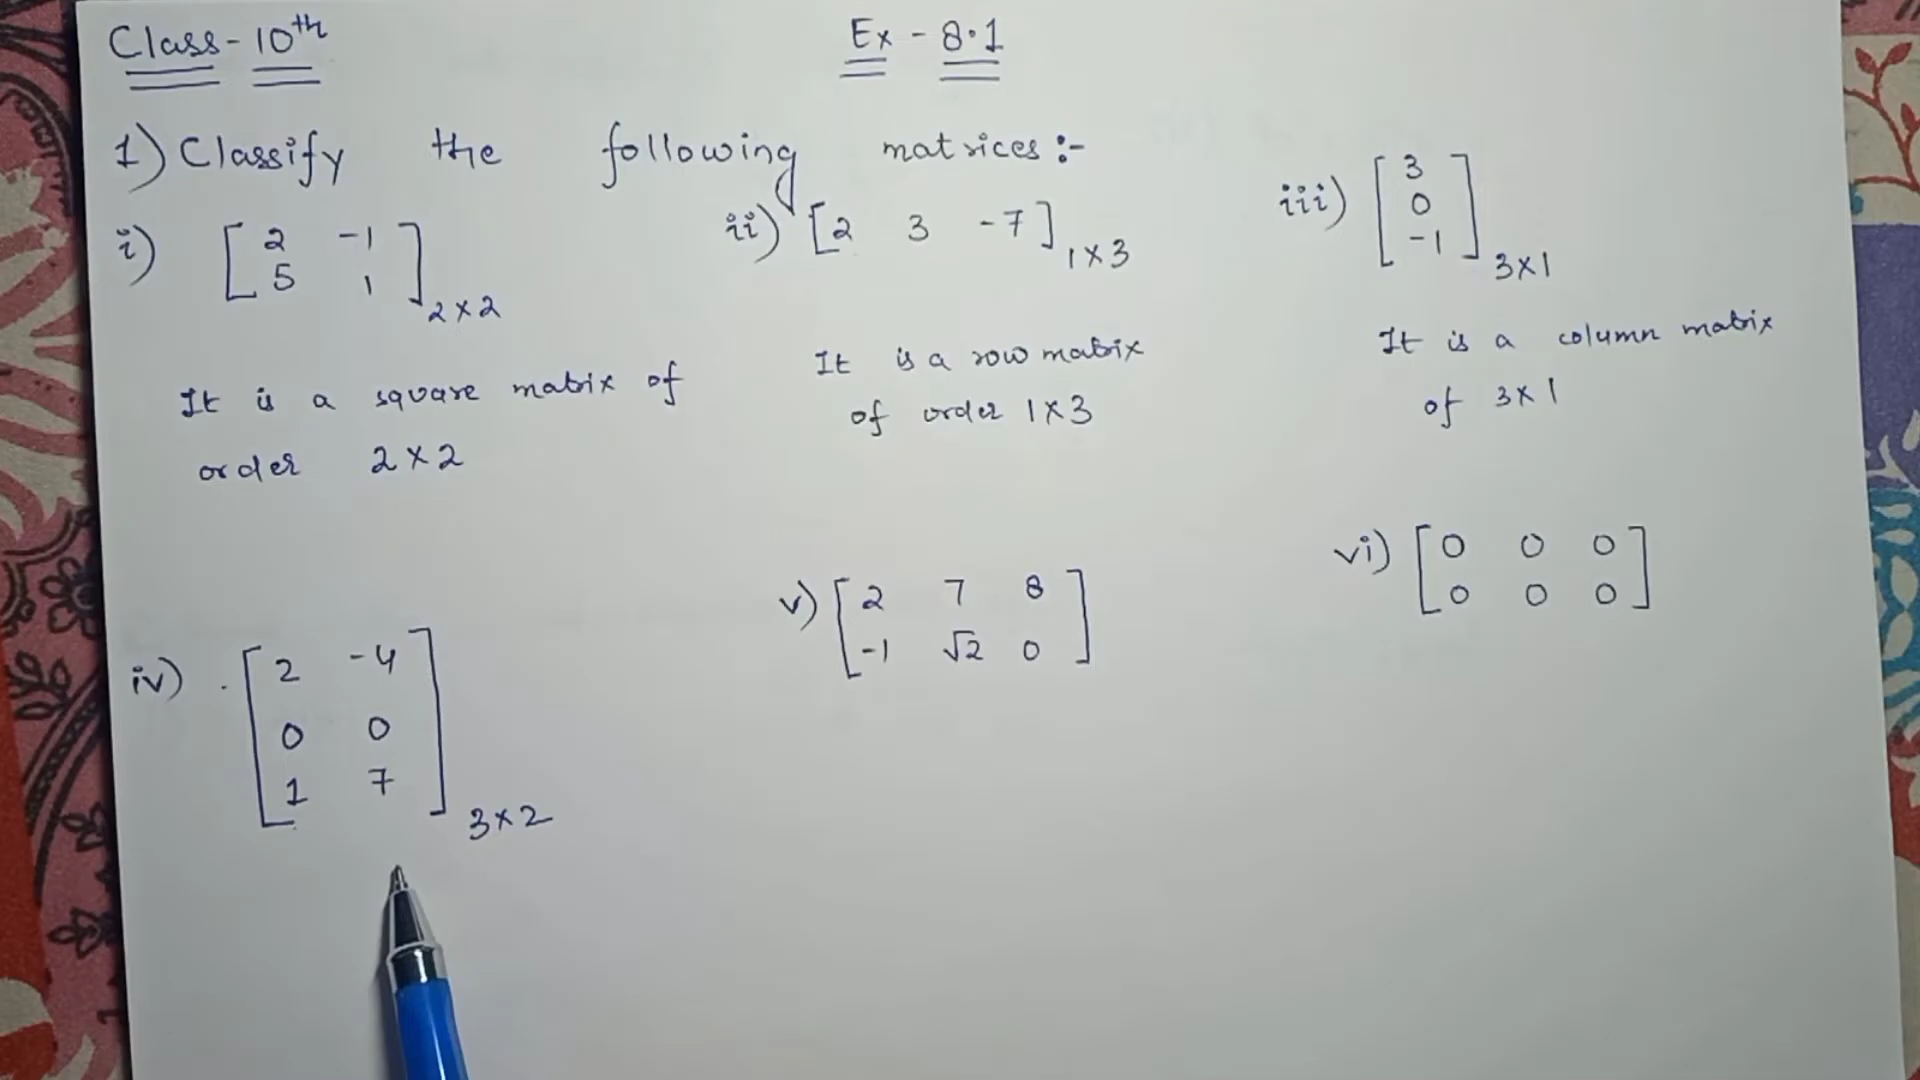 Class-10th
Ex - 8.1
1) Classify the following matrices :-
i) [2 -1
5 1] 2×2
ii) [2 3 -7] 1×3
iii) [3
0
-1] 3×1
It is a square matrix of
order 2×2
It is a row matrix
of order 1×3
It is a column matrix
of 3×1
iv) [2 -4
0 0
1 7] 3×2
v) [2 7 8
-1 √2 0]
vi) [0 0 0
0 0 0]